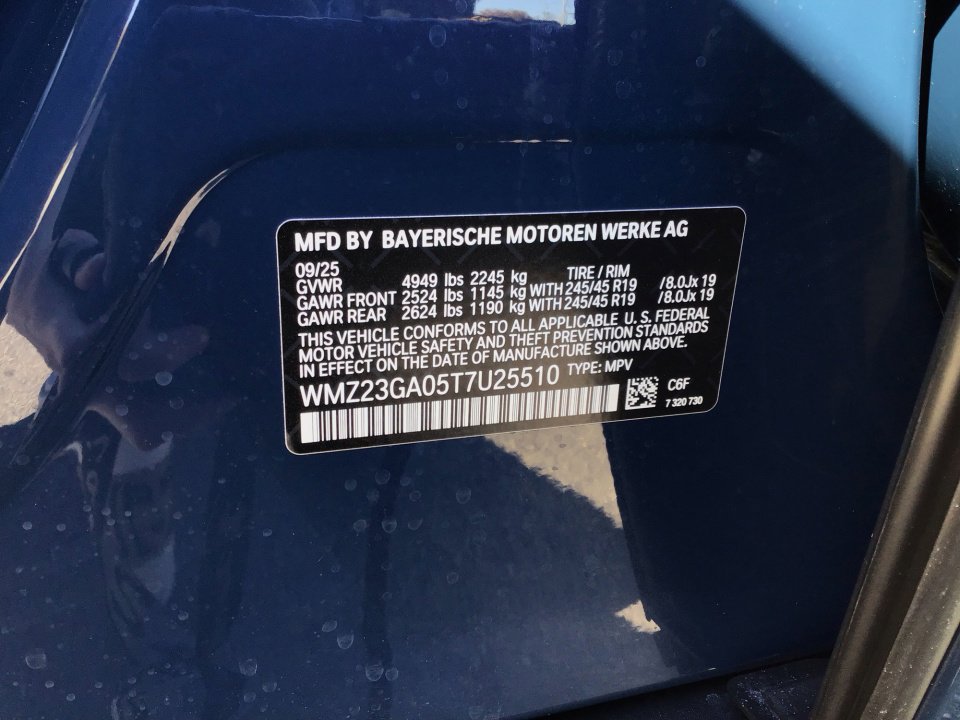 MFD BY BAYERISCHE MOTOREN WERKE AG
09/25 TIRE / RIM
GVWR 4949 lbs 2245 kg
GAWR FRONT 2524 lbs 1145 kg WITH 245/45 R19 /8.0Jx 19
GAWR REAR 2624 lbs 1190 kg WITH 245/45 R19 /8.0Jx 19
THIS VEHICLE CONFORMS TO ALL APPLICABLE U. S. FEDERAL
MOTOR VEHICLE SAFETY AND THEFT PREVENTION STANDARDS
IN EFFECT ON THE DATE OF MANUFACTURE SHOWN ABOVE.
WMZ23GA05T7U25510 TYPE: MPV
C6F
7 320 730